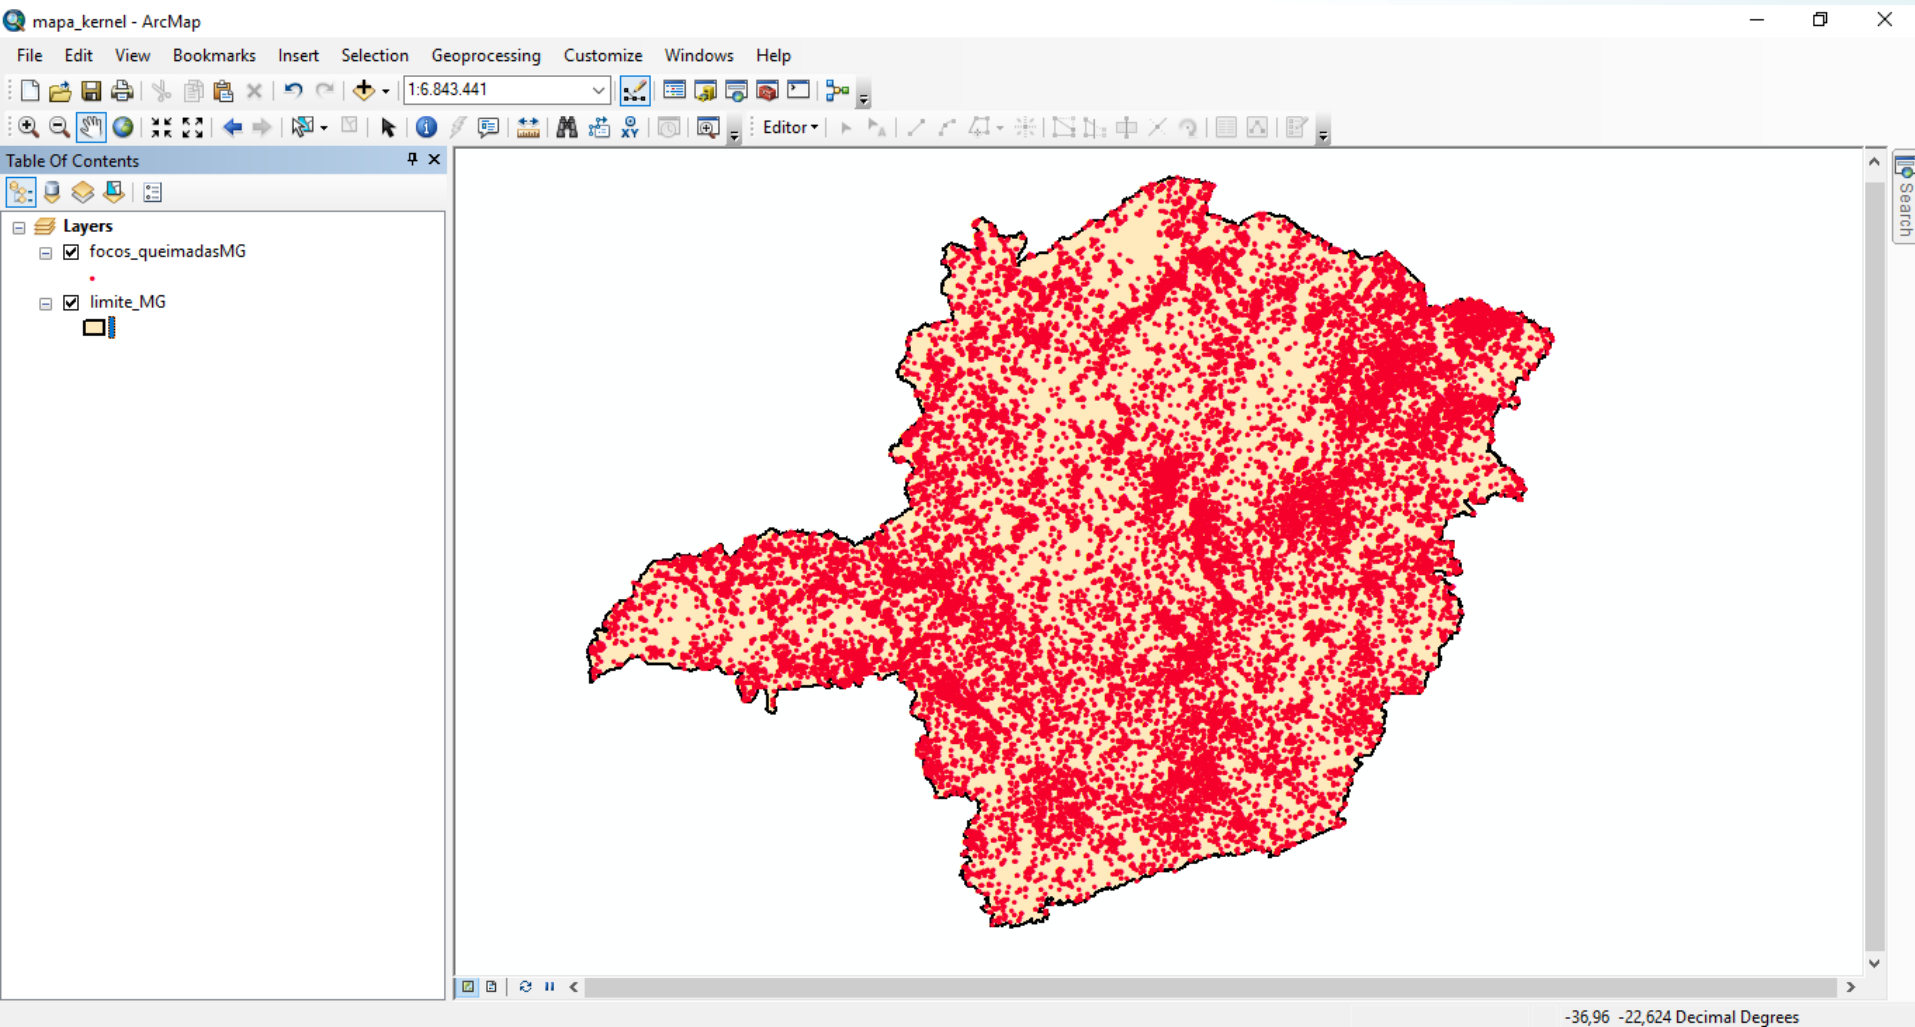 mapa_kernel - ArcMap
File Edit View Bookmarks Insert Selection Geoprocessing Customize Windows Help
1:6.843.441
XY Editor
Table Of Contents
Layers
focos_queimadasMG
limite_MG
Search
-36,96 -22,624 Decimal Degrees